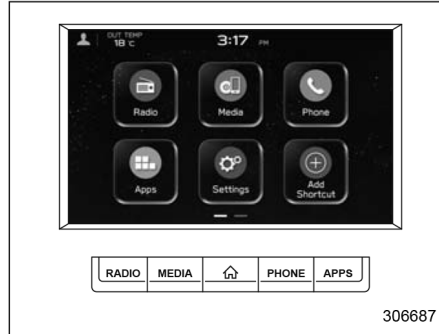 OUT TEMP
18 °C
3:17 PM
Radio
Media
Phone
Apps
Settings
Add
Shortcut
RADIO MEDIA PHONE APPS
306687